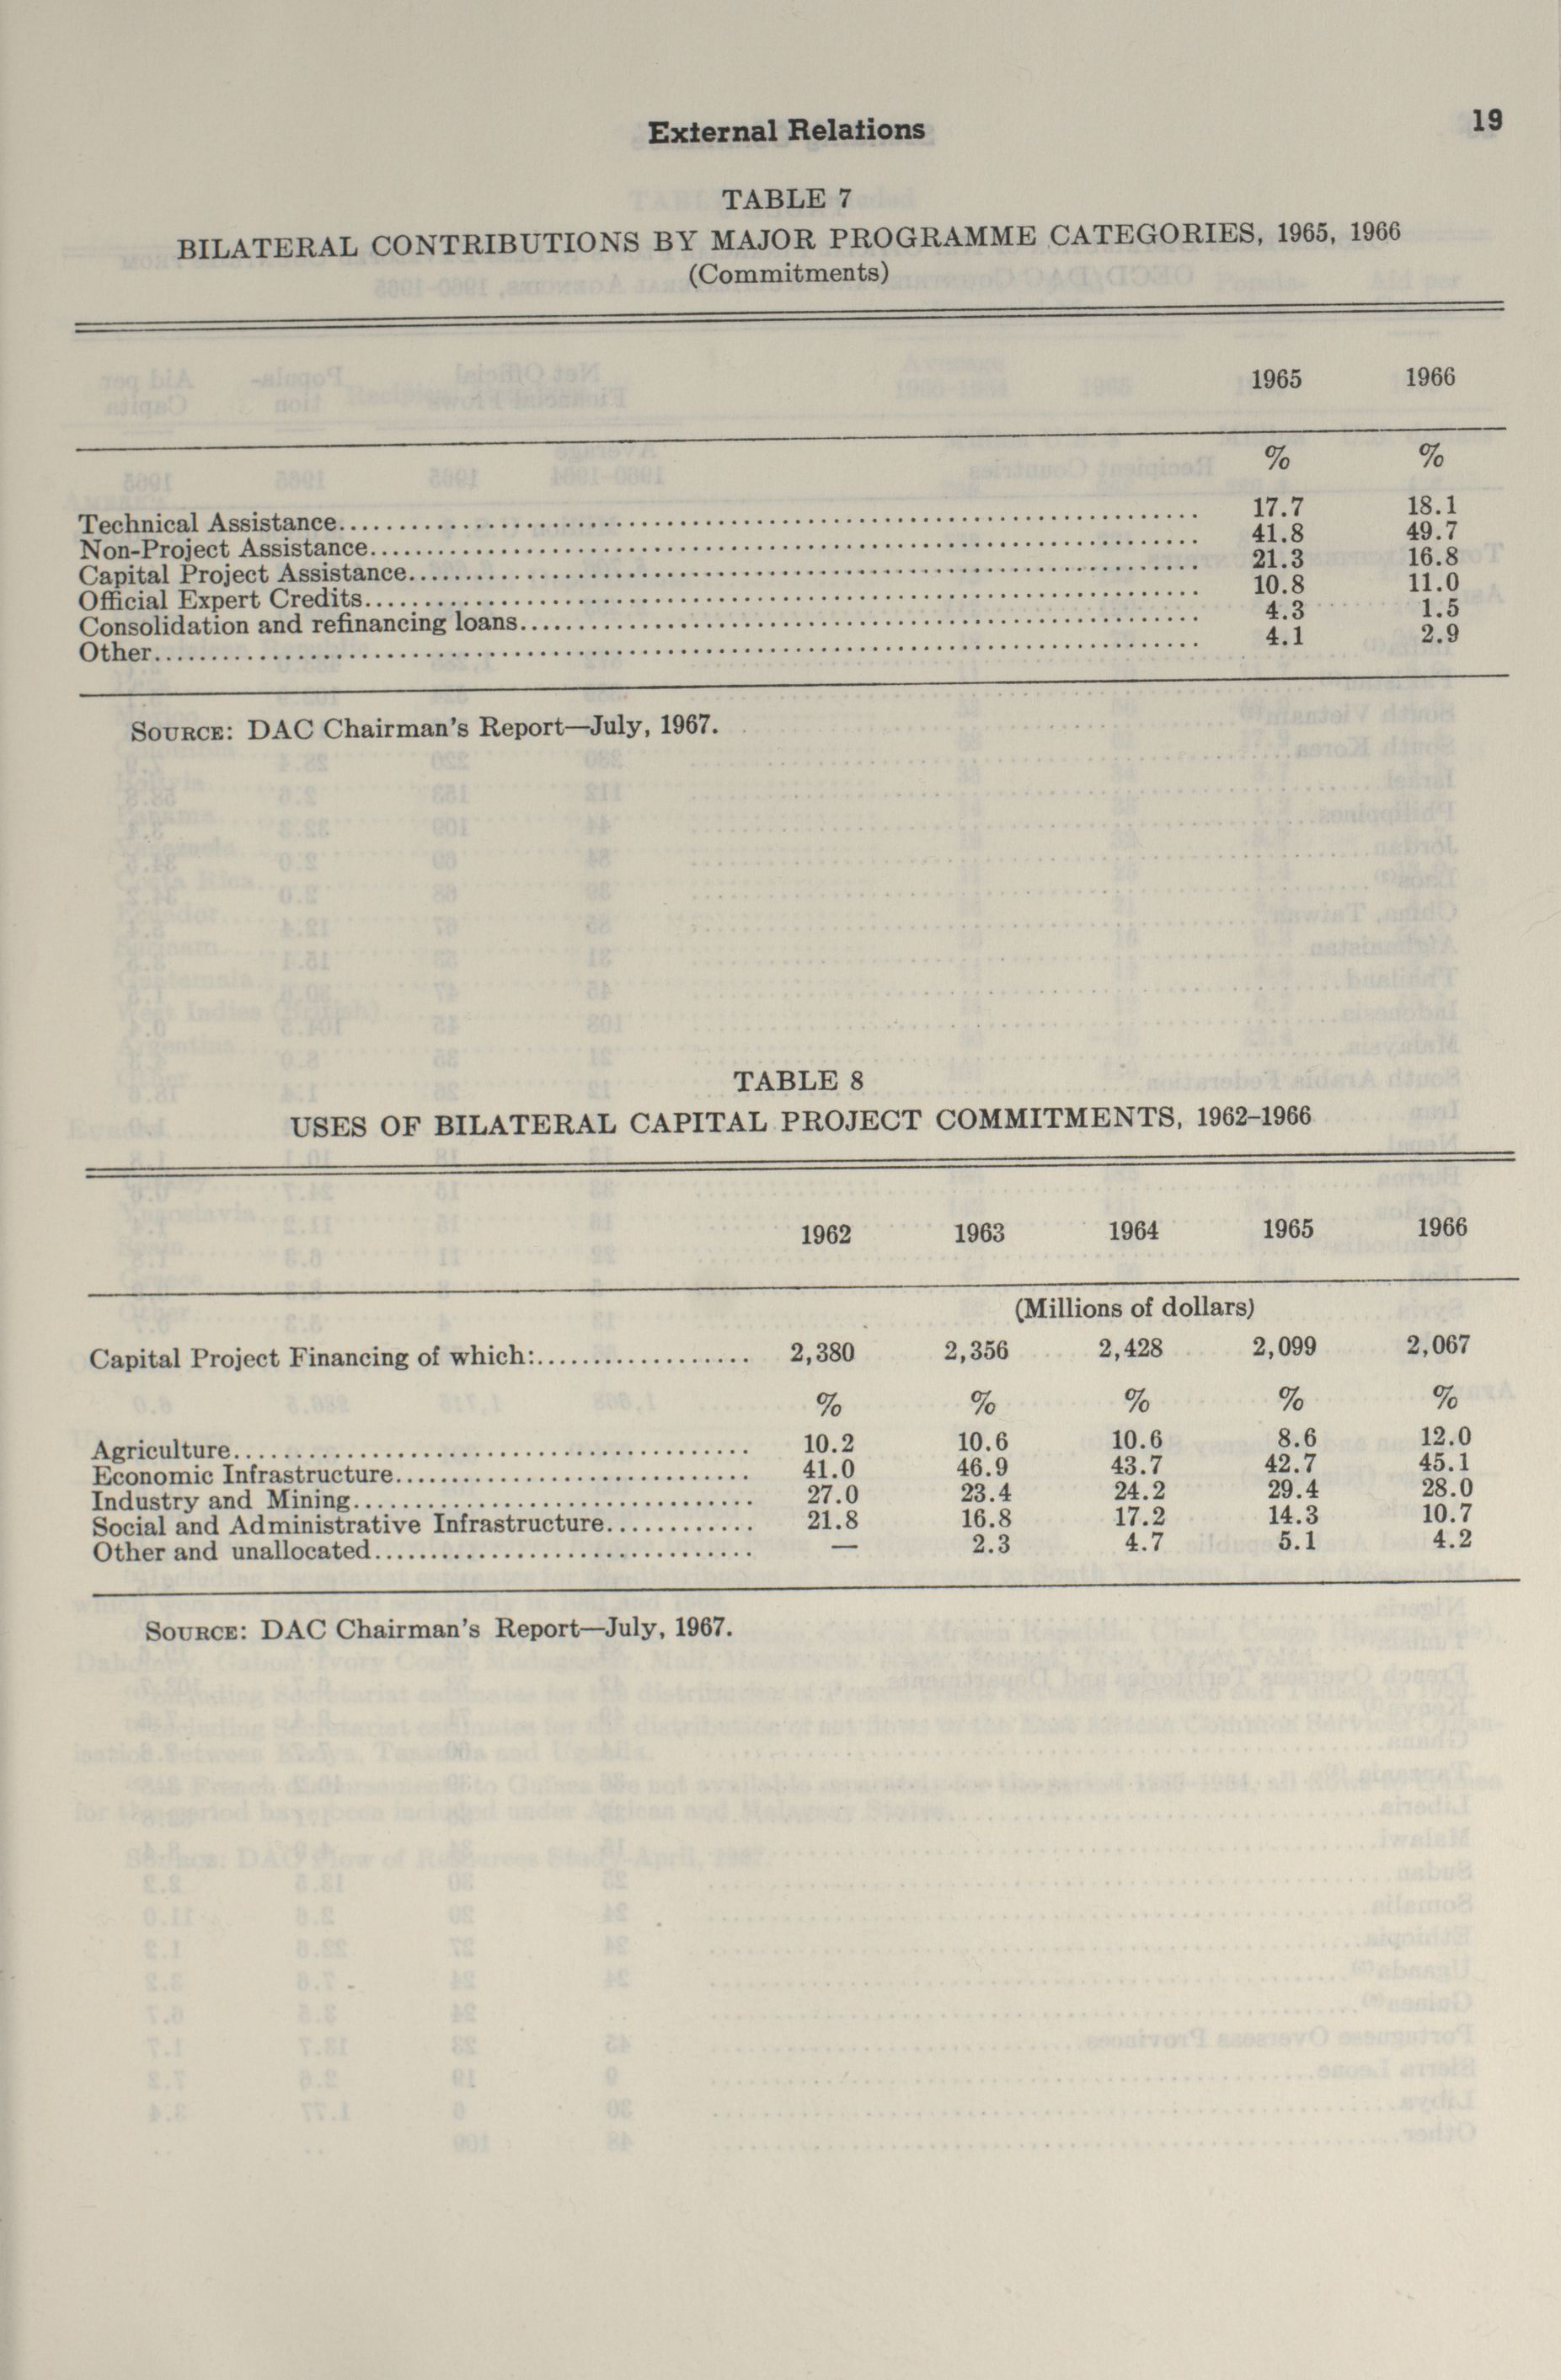 External Relations 19
TABLE 7
BILATERAL CONTRIBUTIONS BY MAJOR PROGRAMME CATEGORIES, 1965, 1966
(Commitments)
1965 1966
% %
Technical Assistance 17.7 18.1
Non-Project Assistance 41.8 49.7
Capital Project Assistance 21.3 16.8
Official Expert Credits 10.8 11.0
Consolidation and refinancing loans 4.3 1.5
Other 4.1 2.9
SOURCE: DAC Chairman's Report—July, 1967.
TABLE 8
USES OF BILATERAL CAPITAL PROJECT COMMITMENTS, 1962-1966
1962 1963 1964 1965 1966
(Millions of dollars)
Capital Project Financing of which: 2,380 2,356 2,428 2,099 2,067
% % % % %
Agriculture 10.2 10.6 10.6 8.6 12.0
Economic Infrastructure 41.0 46.9 43.7 42.7 45.1
Industry and Mining 27.0 23.4 24.2 29.4 28.0
Social and Administrative Infrastructure 21.8 16.8 17.2 14.3 10.7
Other and unallocated — 2.3 4.7 5.1 4.2
SOURCE: DAC Chairman's Report—July, 1967.